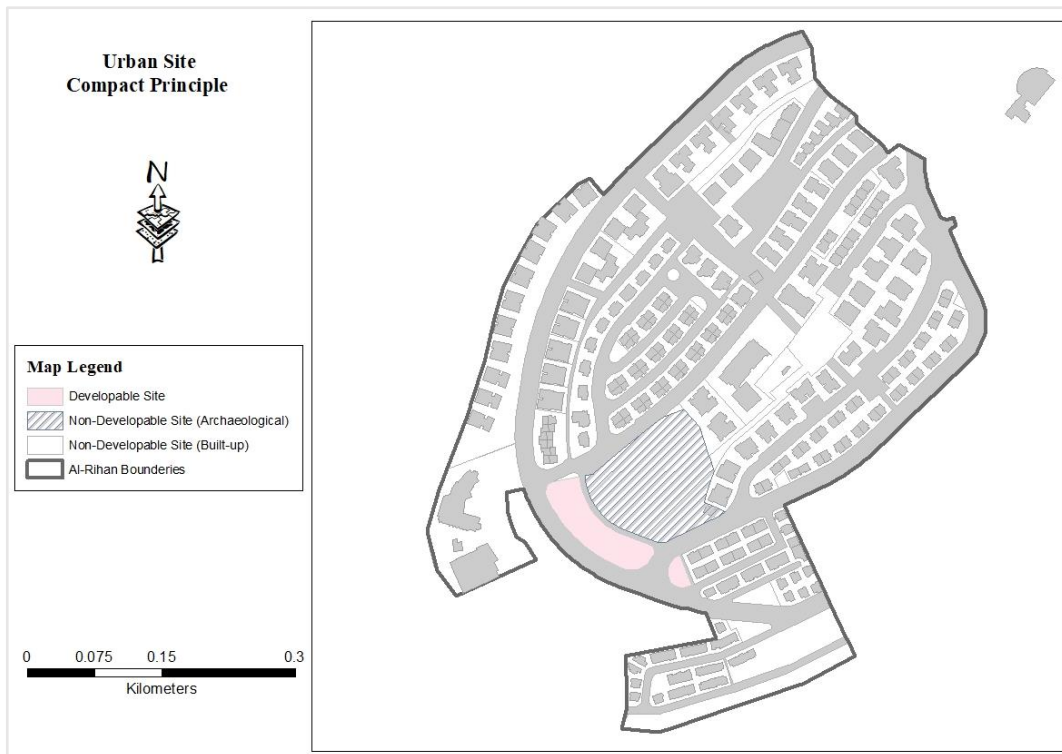 Urban Site
Compact Principle
N
Map Legend
Developable Site
Non-Developable Site (Archaeological)
Non-Developable Site (Built-up)
Al-Rihan Bounderies
0 0.075 0.15 0.3
Kilometers